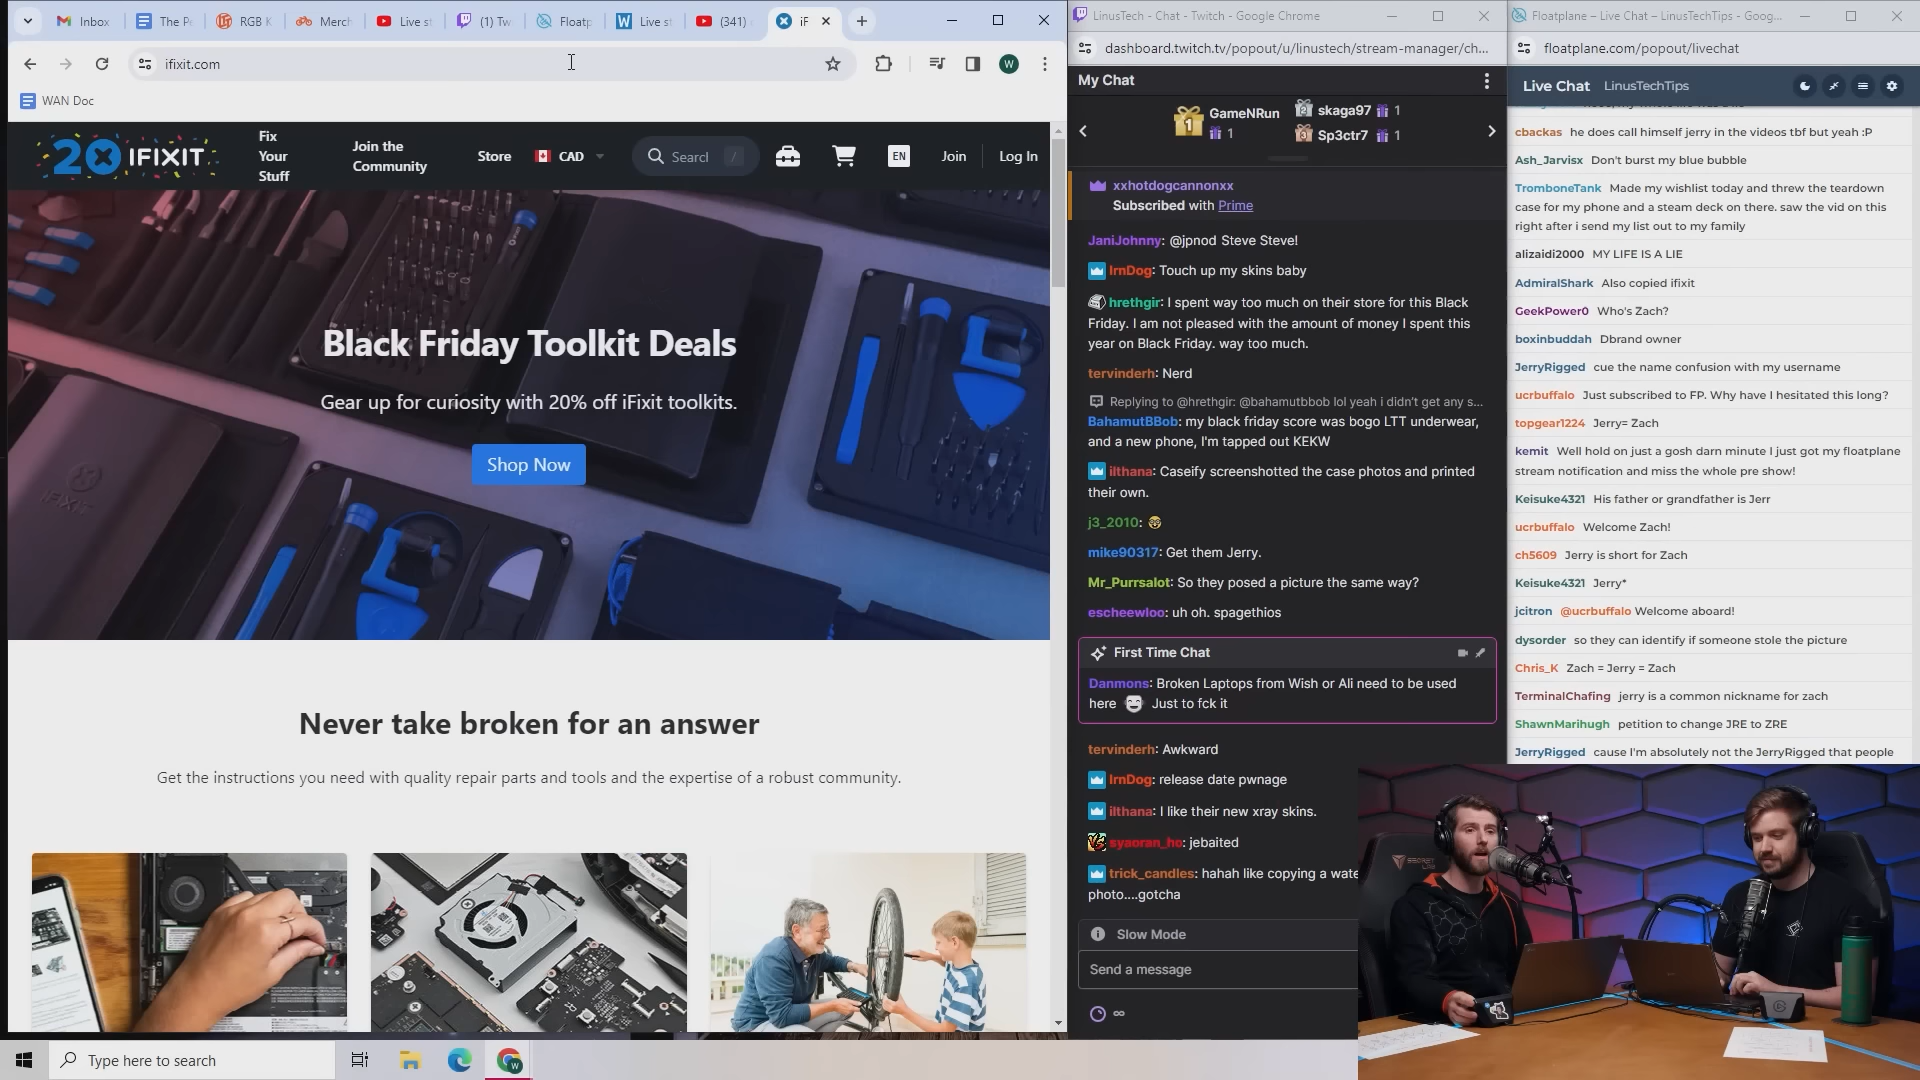 Inbox
The P
RGB K
Merch
Live st
(1) Tw
Floatp
Live s
(341)
iF
ifixit.com
WAN Doc
20 IFIXIT
Fix
Your
Stuff
Join the
Community
Store
CAD
Searcl
/
EN
Join
Log In
Black Friday Toolkit Deals
Gear up for curiosity with 20% off iFixit toolkits.
Shop Now
Never take broken for an answer
Get the instructions you need with quality repair parts and tools and the expertise of a robust community.
Type here to search
LinusTech - Chat - Twitch - Google Chrome
dashboard.twitch.tv/popout/u/linustech/stream-manager/ch...
My Chat
1
GameNRun
1
2 skaga97 1
3 Sp3ctr7 1
xxhotdogcannonxx
Subscribed with Prime
JaniJohnny: @jpnod Steve Steve!
lrnDog: Touch up my skins baby
hrethgir: I spent way too much on their store for this Black
Friday. I am not pleased with the amount of money I spent this
year on Black Friday. way too much.
tervinderh: Nerd
Replying to @hrethgir: @bahamutbbob lol yeah i didn't get any s...
BahamutBBob: my black friday score was bogo LTT underwear,
and a new phone, I'm tapped out KEKW
ilthana: Caseify screenshotted the case photos and printed
their own.
j3_2010:
mike90317: Get them Jerry.
Mr_Purrsalot: So they posed a picture the same way?
escheewloo: uh oh. spagethios
First Time Chat
Danmons: Broken Laptops from Wish or Ali need to be used
here Just to fck it
tervinderh: Awkward
lrnDog: release date pwnage
ilthana: I like their new xray skins.
syaoran_ho: jebaited
trick_candles: hahah like copying a wate
photo....gotcha
Slow Mode
Send a message
∞
Floatplane – Live Chat – LinusTechTips - Goog...
floatplane.com/popout/livechat
Live Chat LinusTechTips
cbackas he does call himself jerry in the videos tbf but yeah :P
Ash_Jarvisx Don't burst my blue bubble
TromboneTank Made my wishlist today and threw the teardown
case for my phone and a steam deck on there. saw the vid on this
right after i send my list out to my family
alizaidi2000 MY LIFE IS A LIE
AdmiralShark Also copied ifixit
GeekPower0 Who's Zach?
boxinbuddah Dbrand owner
JerryRigged cue the name confusion with my username
ucrbuffalo Just subscribed to FP. Why have I hesitated this long?
topgear1224 Jerry= Zach
kemit Well hold on just a gosh darn minute I just got my floatplane
stream notification and miss the whole pre show!
Keisuke4321 His father or grandfather is Jerr
ucrbuffalo Welcome Zach!
ch5609 Jerry is short for Zach
Keisuke4321 Jerry*
jcitron @ucrbuffalo Welcome aboard!
dysorder so they can identify if someone stole the picture
Chris_K Zach = Jerry = Zach
TerminalChafing jerry is a common nickname for zach
ShawnMarihugh petition to change JRE to ZRE
JerryRigged cause I'm absolutely not the JerryRigged that people